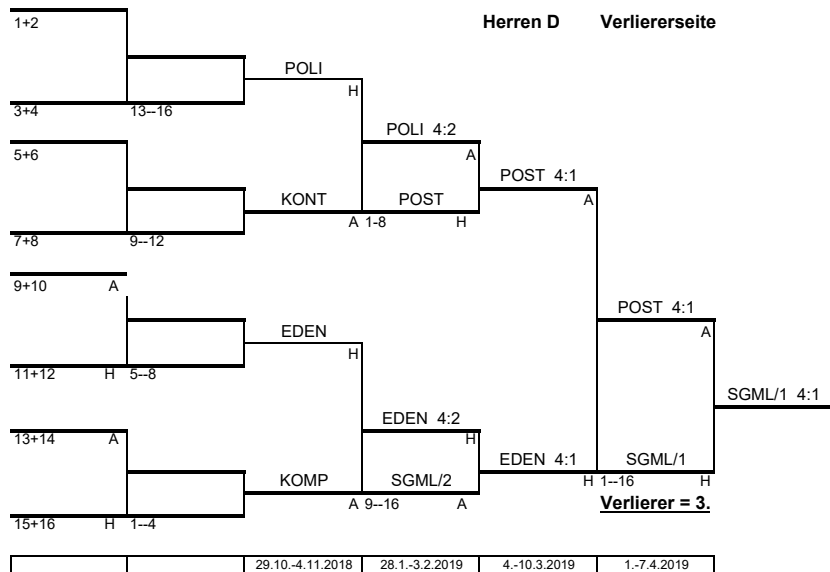 Herren D Verliererseite
1+2
POLI
H
3+4 13--16
POLI 4:2
5+6 A
POST 4:1
KONT POST A
A 1-8 H
7+8 9--12
9+10 A
POST 4:1
EDEN A
H
11+12 H 5--8
SGML/1 4:1
EDEN 4:2
13+14 A H
EDEN 4:1 SGML/1
KOMP SGML/2 H 1--16 H
A 9--16 A Verlierer = 3.
15+16 H 1--4
29.10.-4.11.2018 28.1.-3.2.2019 4.-10.3.2019 1.-7.4.2019